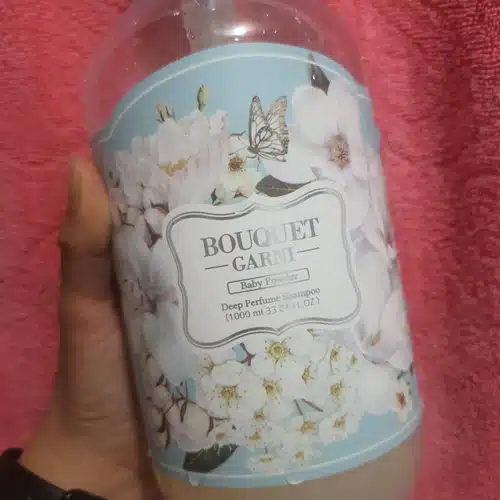 BOUQUET
GARNI
Baby Powder
Deep Perfume Shampoo
(1000 ml 33.81 FL.OZ.)